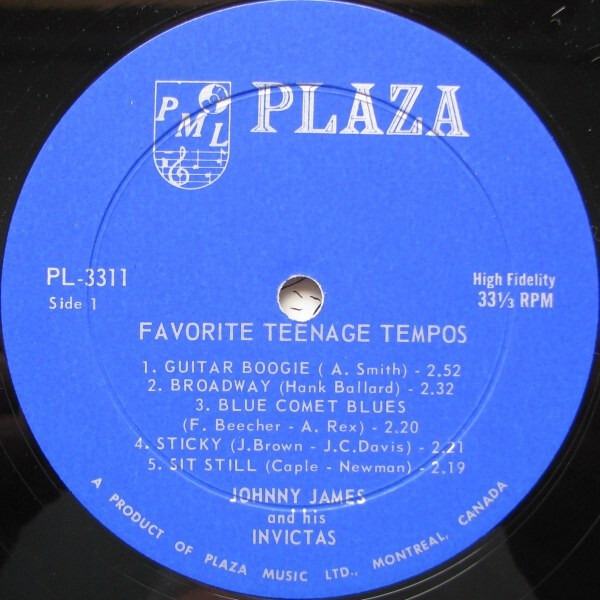 PML
PLAZA
PL-3311
Side 1
High Fidelity
33⅓ RPM
FAVORITE TEENAGE TEMPOS
1. GUITAR BOOGIE ( A. Smith) - 2.52
2. BROADWAY (Hank Ballard) - 2.32
3. BLUE COMET BLUES
(F. Beecher - A. Rex) - 2.20
4. STICKY (J.Brown - J.C.Davis) - 2.21
5. SIT STILL (Caple - Newman) - 2.19
JOHNNY JAMES
and his
INVICTAS
A PRODUCT OF PLAZA MUSIC LTD., MONTREAL, CANADA